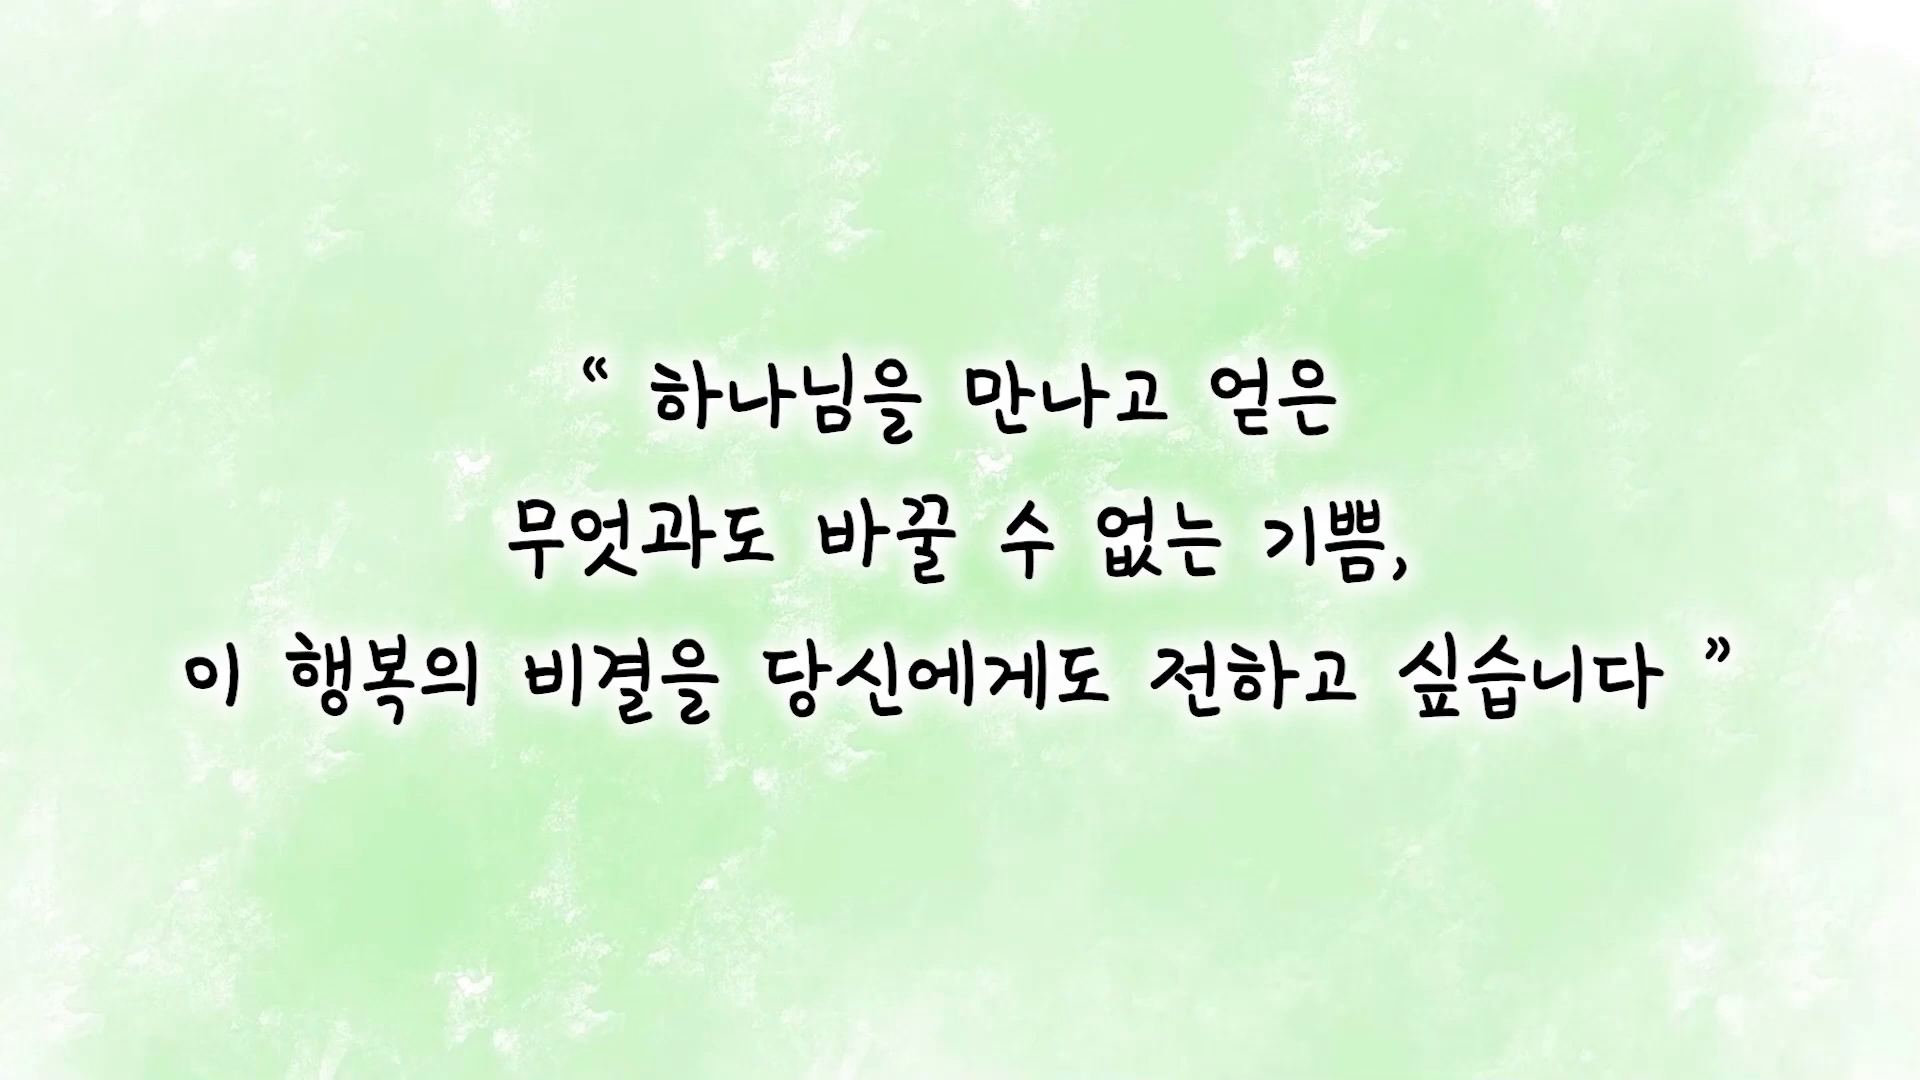 “ 하나님을 만나고 얻은
무엇과도 바꿀 수 없는 기쁨,
이 행복의 비결을 당신에게도 전하고 싶습니다 ”